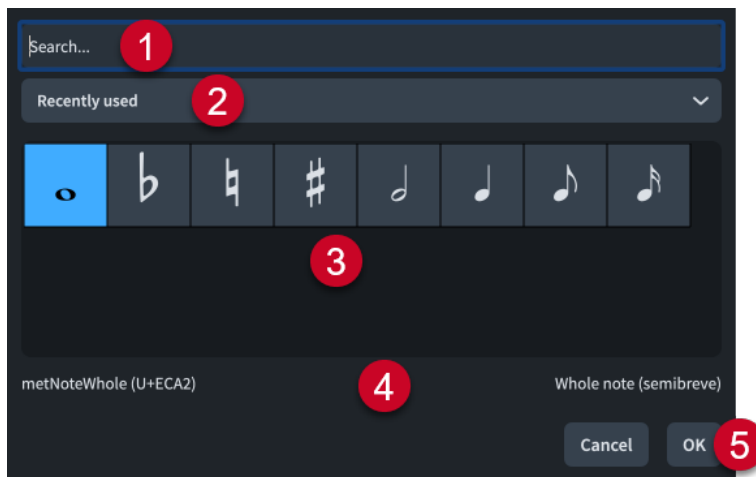 Search... 1
Recently used 2
3
metNoteWhole (U+ECA2) 4 Whole note (semibreve)
Cancel OK 5